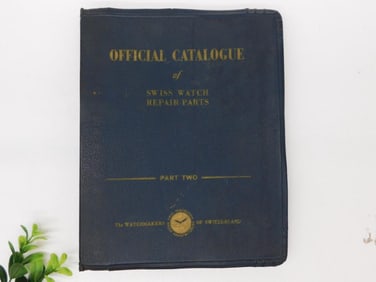 OFFICIAL CATALOGUE
of
SWISS WATCH
REPAIR PARTS
PART TWO
The WATCHMAKERS OF SWITZERLAND